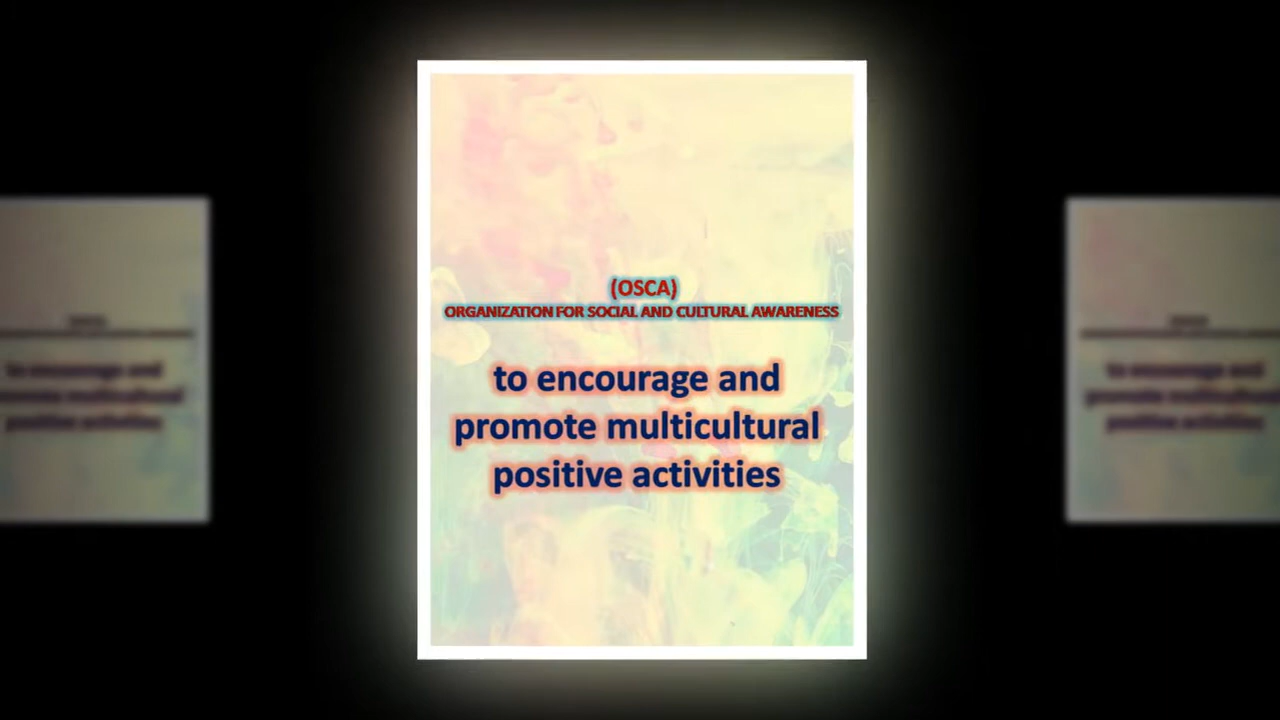 (OSCA)
ORGANIZATION FOR SOCIAL AND CULTURAL AWARENESS
to encourage and
promote multicultural
positive activities